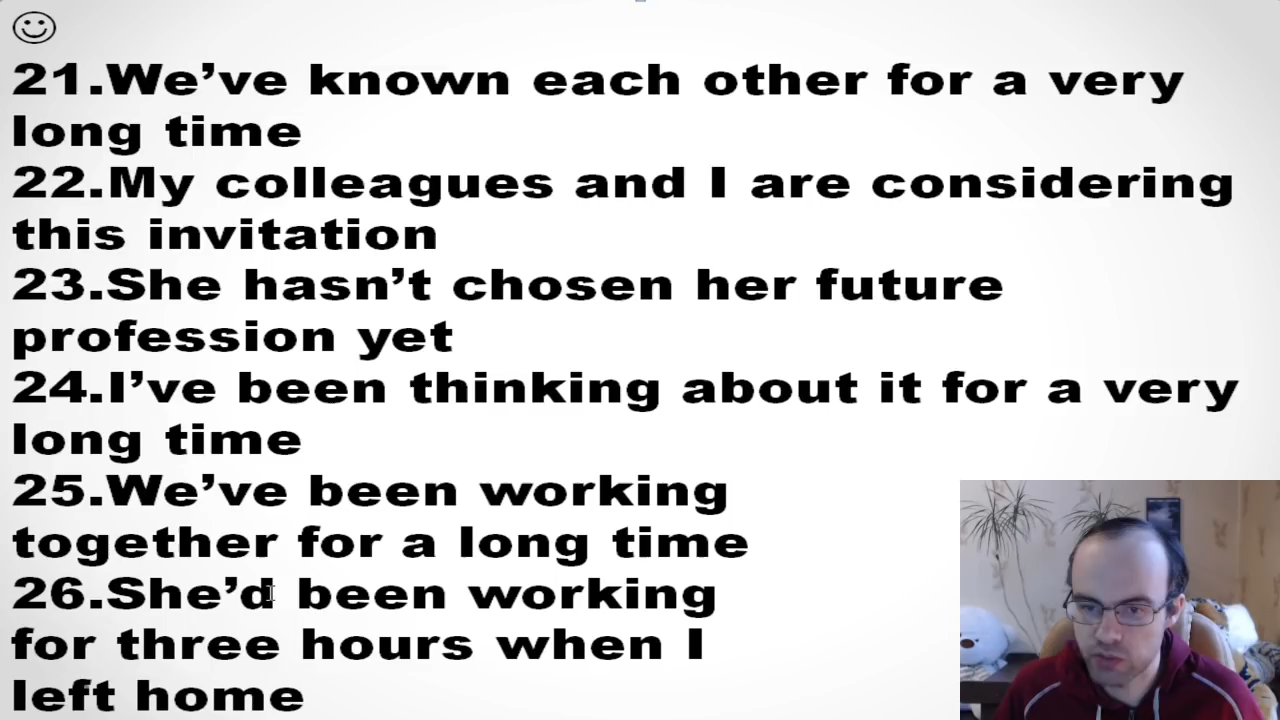 21.We’ve known each other for a very
long time
22.My colleagues and I are considering
this invitation
23.She hasn’t chosen her future
profession yet
24.I’ve been thinking about it for a very
long time
25.We’ve been working
together for a long time
26.She’d been working
for three hours when I
left home